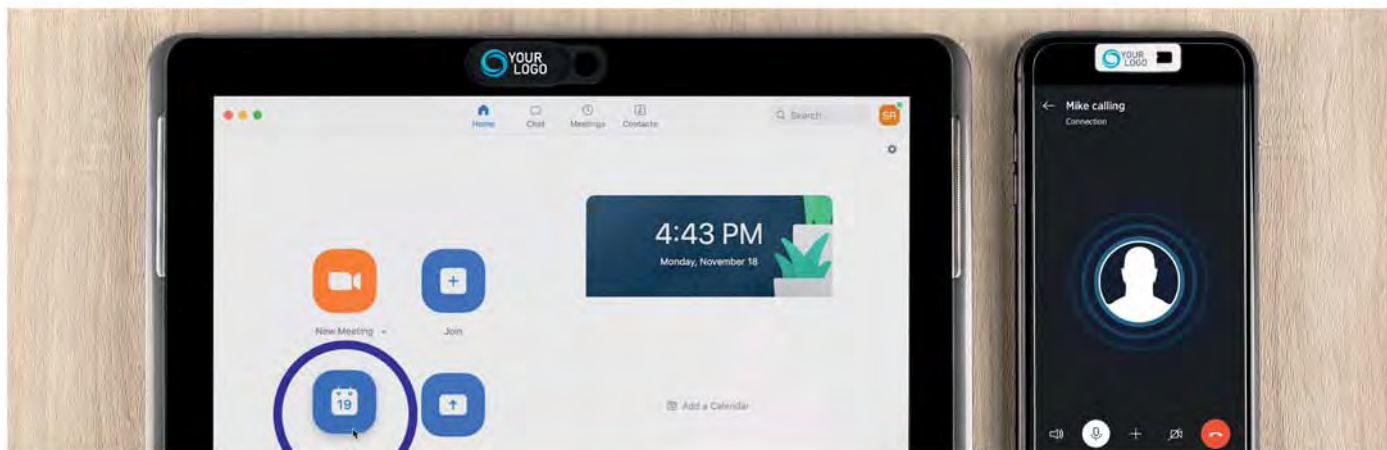 YOUR
LOGO
YOUR
LOGO
Home
Chat
Meetings
Contacts
Search
SR
Mike calling
Connection
4:43 PM
Monday, November 18
New Meeting
Join
19
Add a Calendar